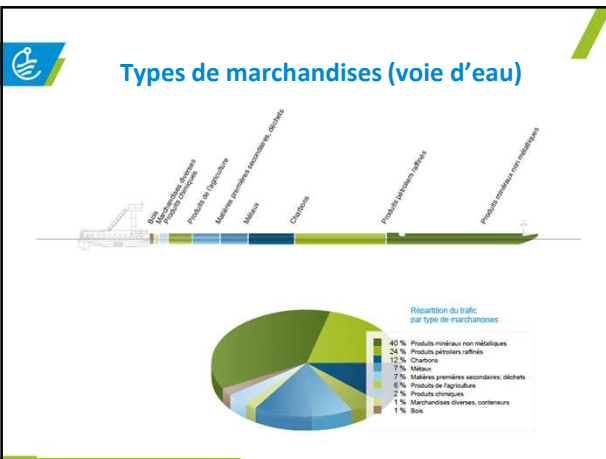 Types de marchandises (voie d'eau)
Bois
Marchandises diverses
Produits chimiques
Produits de l'agriculture
Matières premières secondaires, déchets
Métaux
Charbons
Produits pétroliers raffinés
Produits minéraux non métalliques
Répartition du trafic
par type de marchandises
40 % Produits minéraux non métalliques
24 % Produits pétroliers raffinés
12 % Charbons
7 % Métaux
7 % Matières premières secondaires; déchets
6 % Produits de l'agriculture
2 % Produits chimiques
1 % Marchandises diverses, conteneurs
1 % Bois